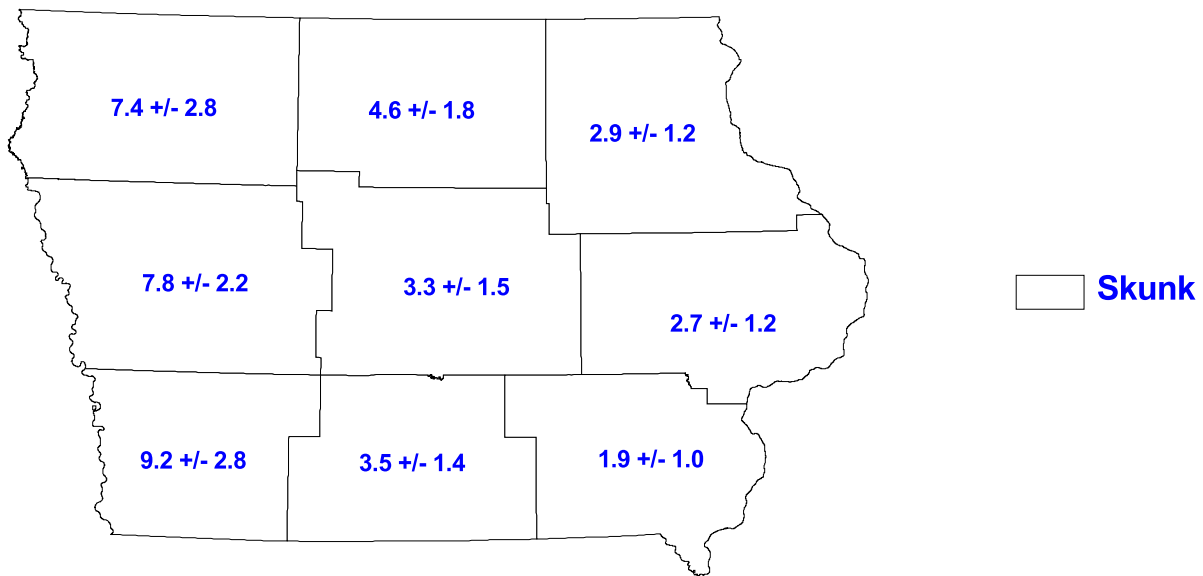 7.4 +/- 2.8
4.6 +/- 1.8
2.9 +/- 1.2
7.8 +/- 2.2
3.3 +/- 1.5
2.7 +/- 1.2
Skunk
9.2 +/- 2.8
3.5 +/- 1.4
1.9 +/- 1.0